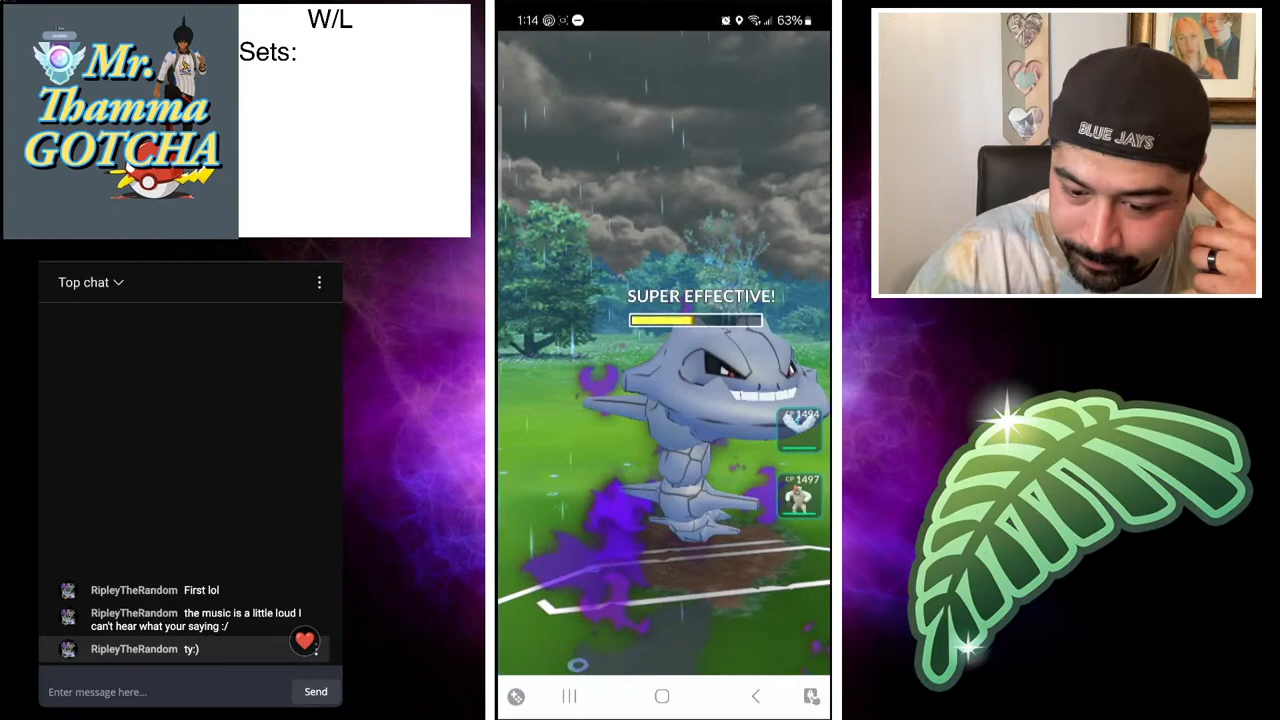 W/L
Sets:
Mr.
Thamma
GOTCHA
1:14
63%
SUPER EFFECTIVE!
CP 1494
CP 1497
BLUE JAYS
Top chat
RipleyTheRandom First lol
RipleyTheRandom the music is a little loud I
can't hear what your saying :/
RipleyTheRandom ty:)
Enter message here...
Send